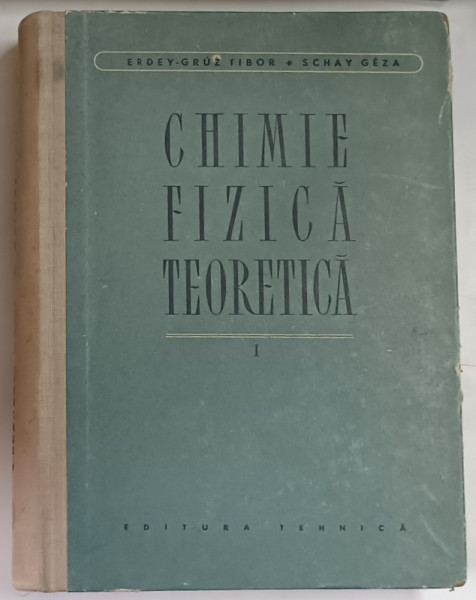 ERDEY-GRÚZ TIBOR * SCHAY GÉZA
CHIMIE
FIZICĂ
TEORETICĂ
I
EDITURA TEHNICĂ